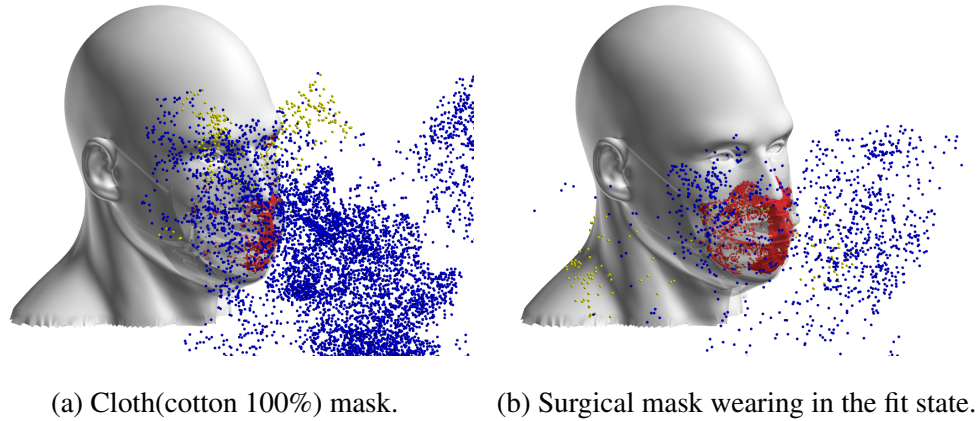 (a) Cloth(cotton 100%) mask.
(b) Surgical mask wearing in the fit state.